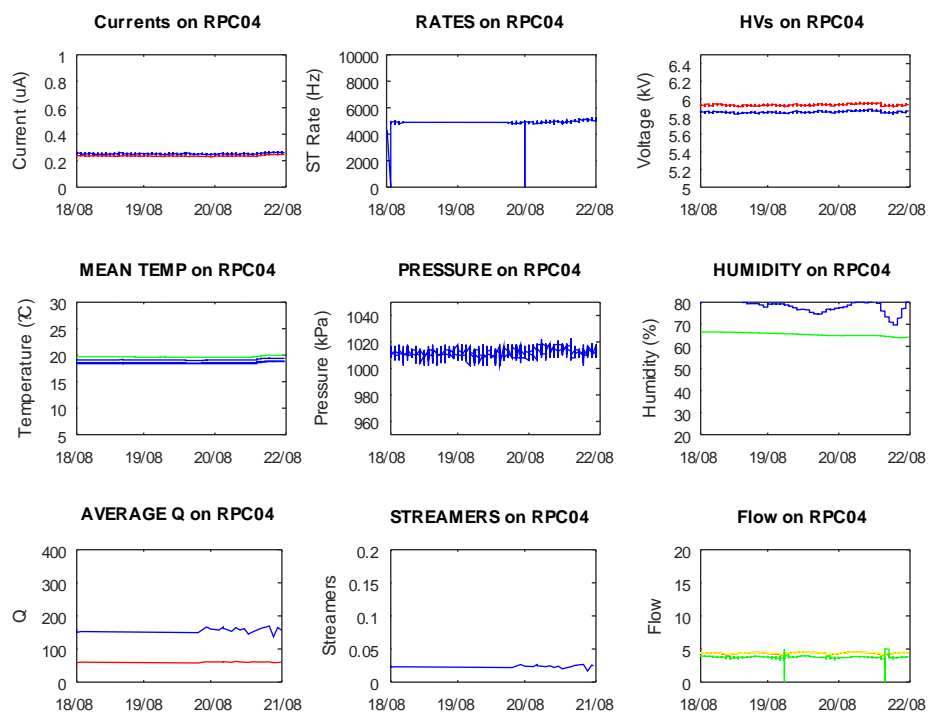 Currents on RPC04
RATES on RPC04
HVs on RPC04
Current (uA)
1
0.8
0.6
0.4
0.2
0
18/08 19/08 20/08 22/08
ST Rate (Hz)
10000
8000
6000
4000
2000
0
18/08 19/08 20/08 22/08
Voltage (kV)
6.4
6.2
6
5.8
5.6
5.4
5.2
5
18/08 19/08 20/08 22/08
MEAN TEMP on RPC04
PRESSURE on RPC04
HUMIDITY on RPC04
Temperature (?C)
30
25
20
15
10
5
18/08 19/08 20/08 22/08
Pressure (kPa)
1040
1020
1000
980
960
18/08 19/08 20/08 22/08
Humidity (%)
80
70
60
50
40
30
20
18/08 19/08 20/08 22/08
AVERAGE Q on RPC04
STREAMERS on RPC04
Flow on RPC04
Q
400
300
200
100
0
18/08 19/08 20/08 21/08
Streamers
0.2
0.15
0.1
0.05
0
18/08 19/08 20/08 21/08
Flow
20
15
10
5
0
18/08 19/08 20/08 22/08